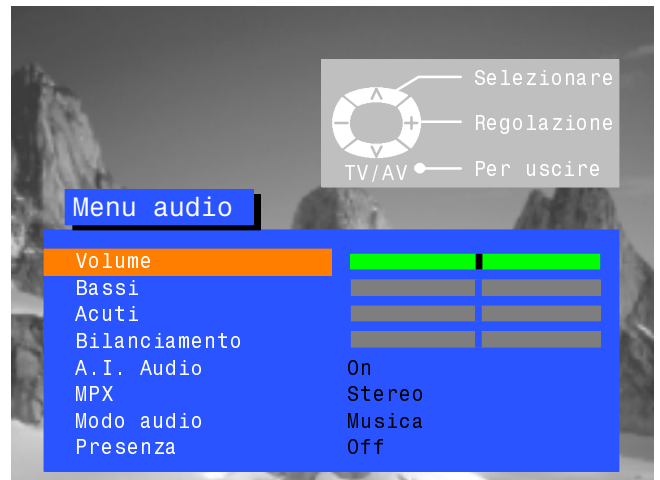 Selezionare
Regolazione
TV/AV Per uscire
Menu audio
Volume
Bassi
Acuti
Bilanciamento
A.I. Audio On
MPX Stereo
Modo audio Musica
Presenza Off